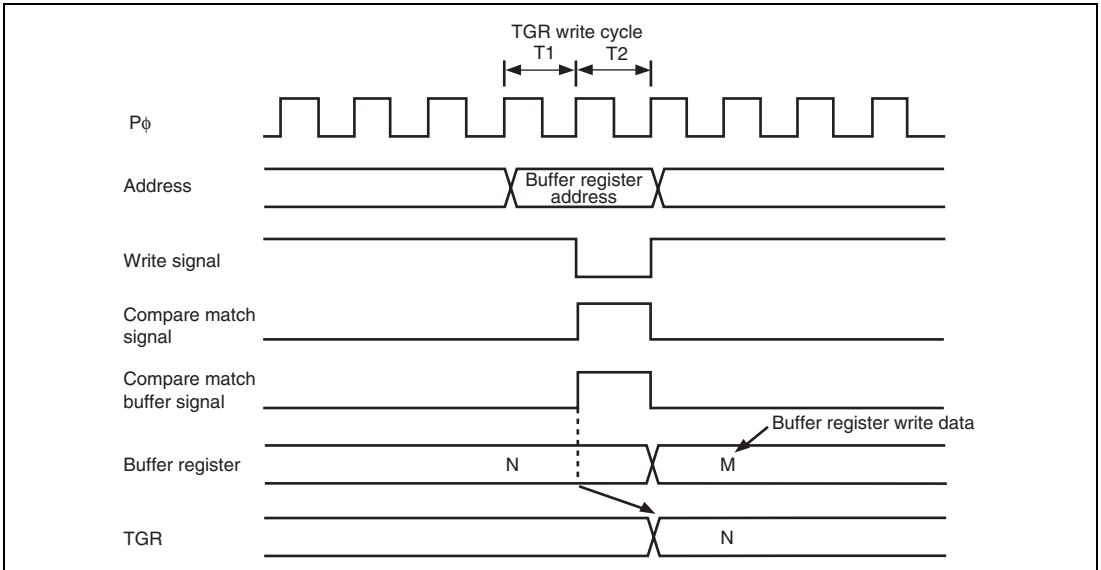 TGR write cycle
T1 T2
Pϕ
Address
Buffer register
address
Write signal
Compare match
signal
Compare match
buffer signal
Buffer register write data
Buffer register N M
TGR N